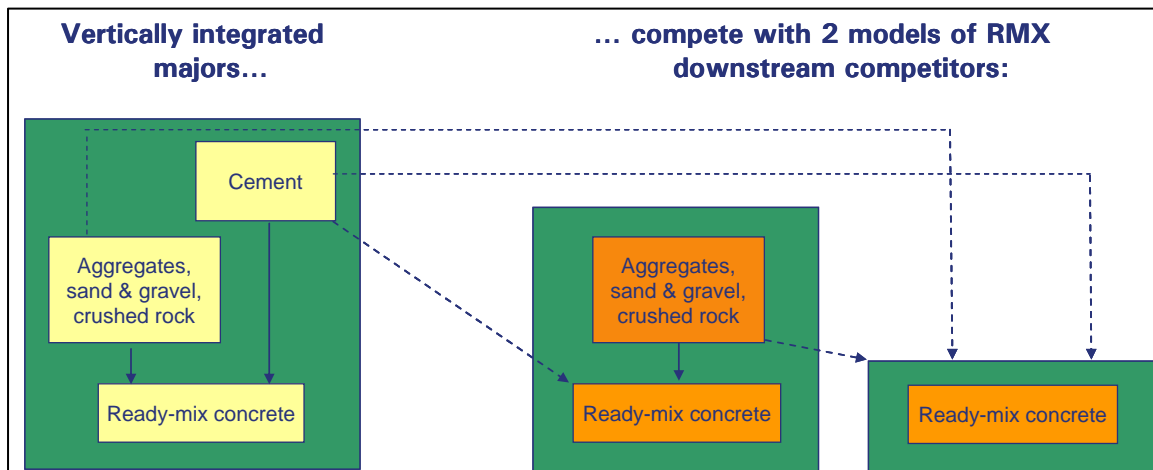 Vertically integrated
majors…
… compete with 2 models of RMX
downstream competitors:
Cement
Aggregates,
sand & gravel,
crushed rock
Ready-mix concrete
Aggregates,
sand & gravel,
crushed rock
Ready-mix concrete
Ready-mix concrete